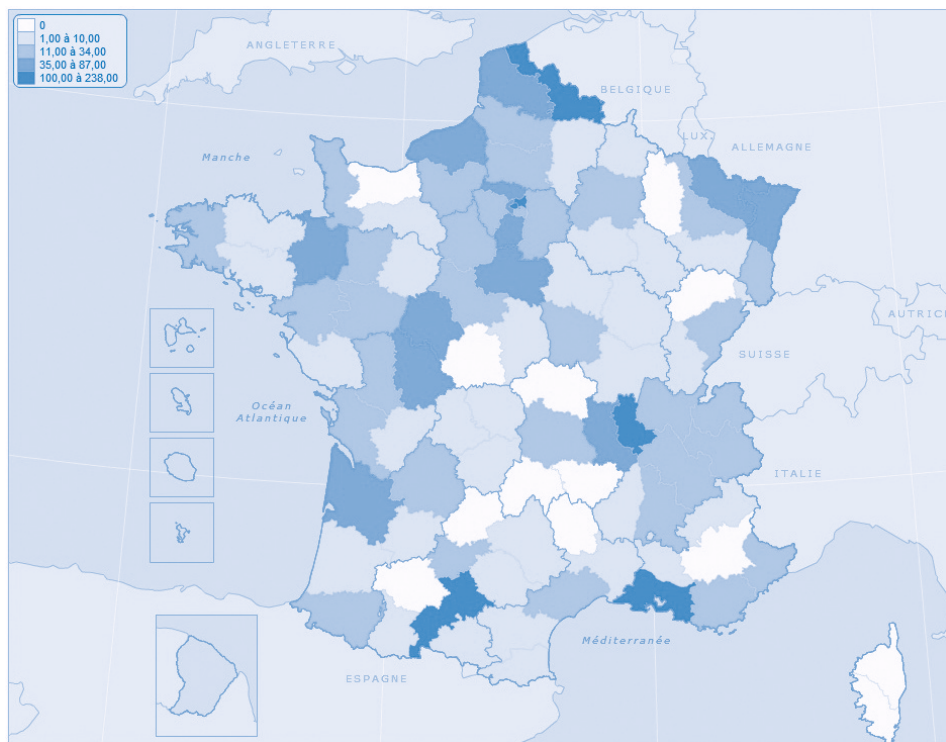 0
1,00 à 10,00
11,00 à 34,00
35,00 à 87,00
100,00 à 238,00
ANGLETERRE
BELGIQUE
LUX.
ALLEMAGNE
Manche
AUTRICH
SUISSE
Océan
Atlantique
ITALIE
Méditerranée
ESPAGNE